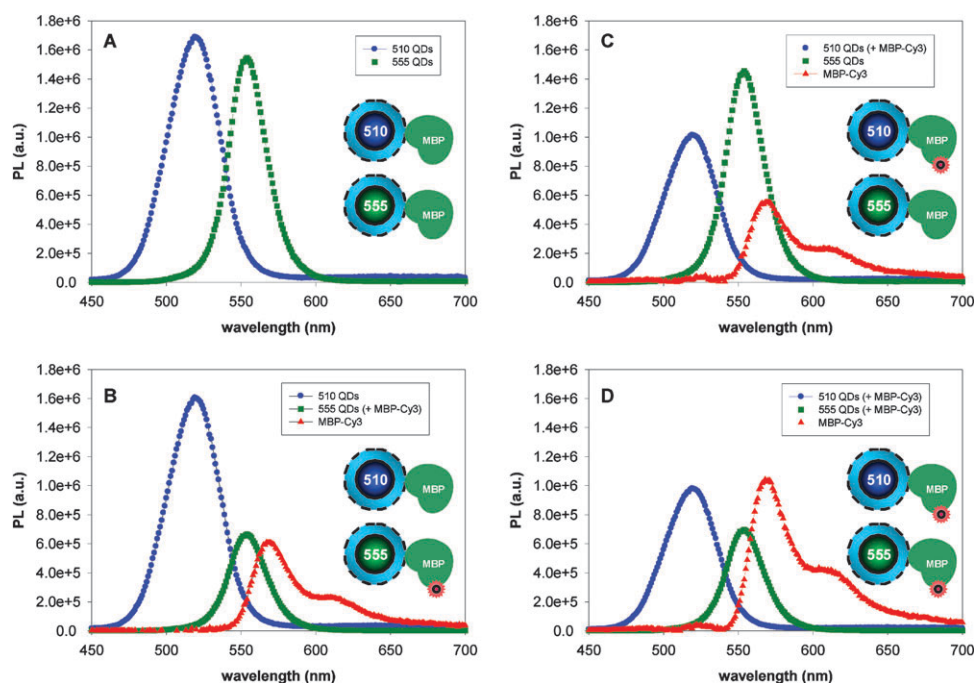 A
PL (a.u.)
1.8e+6
1.6e+6
1.4e+6
1.2e+6
1.0e+6
8.0e+5
6.0e+5
4.0e+5
2.0e+5
0.0
450 500 550 600 650 700
wavelength (nm)
510 QDs
555 QDs
510 MBP
555 MBP
C
PL (a.u.)
1.8e+6
1.6e+6
1.4e+6
1.2e+6
1.0e+6
8.0e+5
6.0e+5
4.0e+5
2.0e+5
0.0
450 500 550 600 650 700
wavelength (nm)
510 QDs (+ MBP-Cy3)
555 QDs
MBP-Cy3
510 MBP
555 MBP
B
PL (a.u.)
1.8e+6
1.6e+6
1.4e+6
1.2e+6
1.0e+6
8.0e+5
6.0e+5
4.0e+5
2.0e+5
0.0
450 500 550 600 650 700
wavelength (nm)
510 QDs
555 QDs (+ MBP-Cy3)
MBP-Cy3
510 MBP
555 MBP
D
PL (a.u.)
1.8e+6
1.6e+6
1.4e+6
1.2e+6
1.0e+6
8.0e+5
6.0e+5
4.0e+5
2.0e+5
0.0
450 500 550 600 650 700
wavelength (nm)
510 QDs (+ MBP-Cy3)
555 QDs (+ MBP-Cy3)
MBP-Cy3
510 MBP
555 MBP